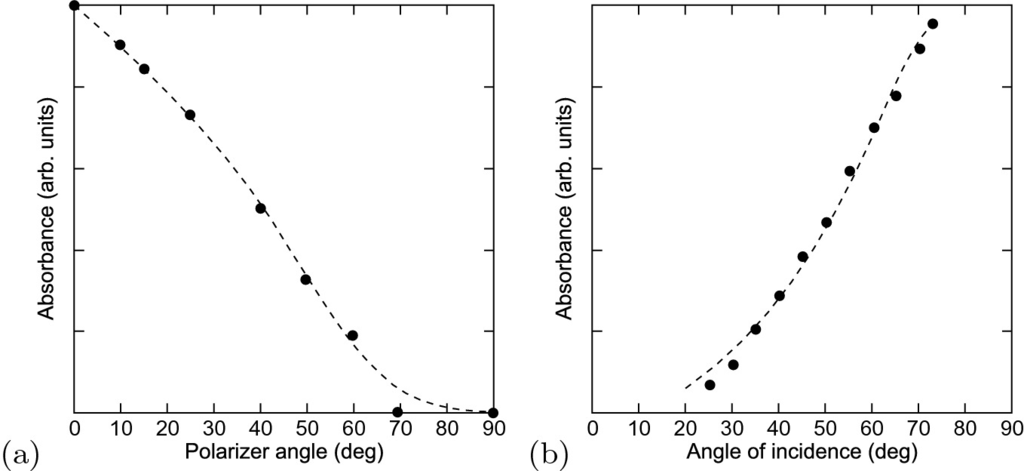 Absorbance (arb. units)
0 10 20 30 40 50 60 70 80 90
(a) Polarizer angle (deg)
Absorbance (arb. units)
0 10 20 30 40 50 60 70 80 90
(b) Angle of incidence (deg)